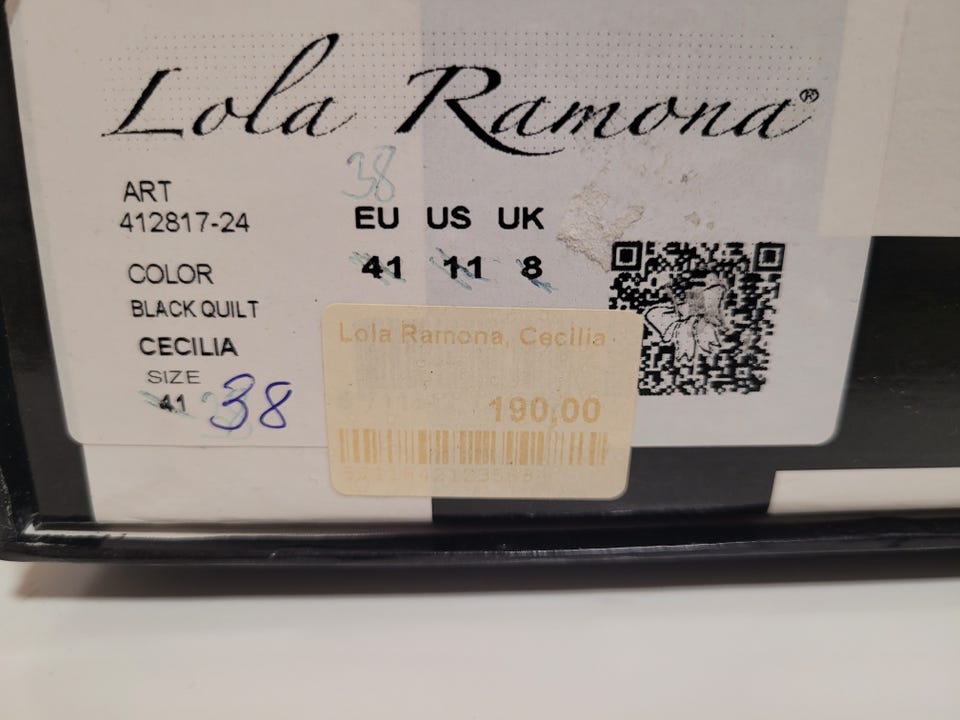 Lola Ramona®
38
ART
412817-24
EU US UK
COLOR
41 11 8
BLACK QUILT
CECILIA
SIZE
41 38
Lola Ramona, Cecilia
190,00